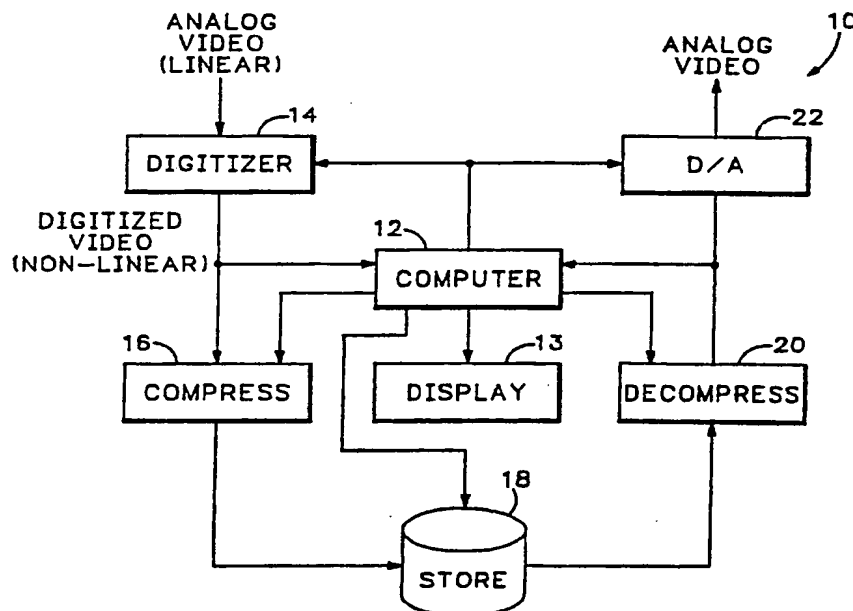 ANALOG
VIDEO
(LINEAR)
ANALOG
VIDEO
10
14
22
DIGITIZER
D/A
DIGITIZED
VIDEO
(NON-LINEAR)
12
COMPUTER
16
13
20
COMPRESS
DISPLAY
DECOMPRESS
18
STORE